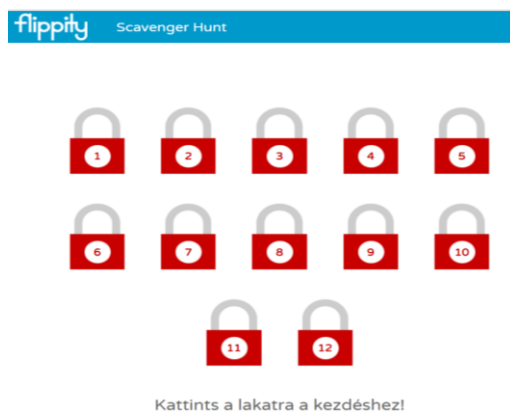 flippity Scavenger Hunt
1 2 3 4 5
6 7 8 9 10
11 12
Kattints a lakatra a kezdéshez!